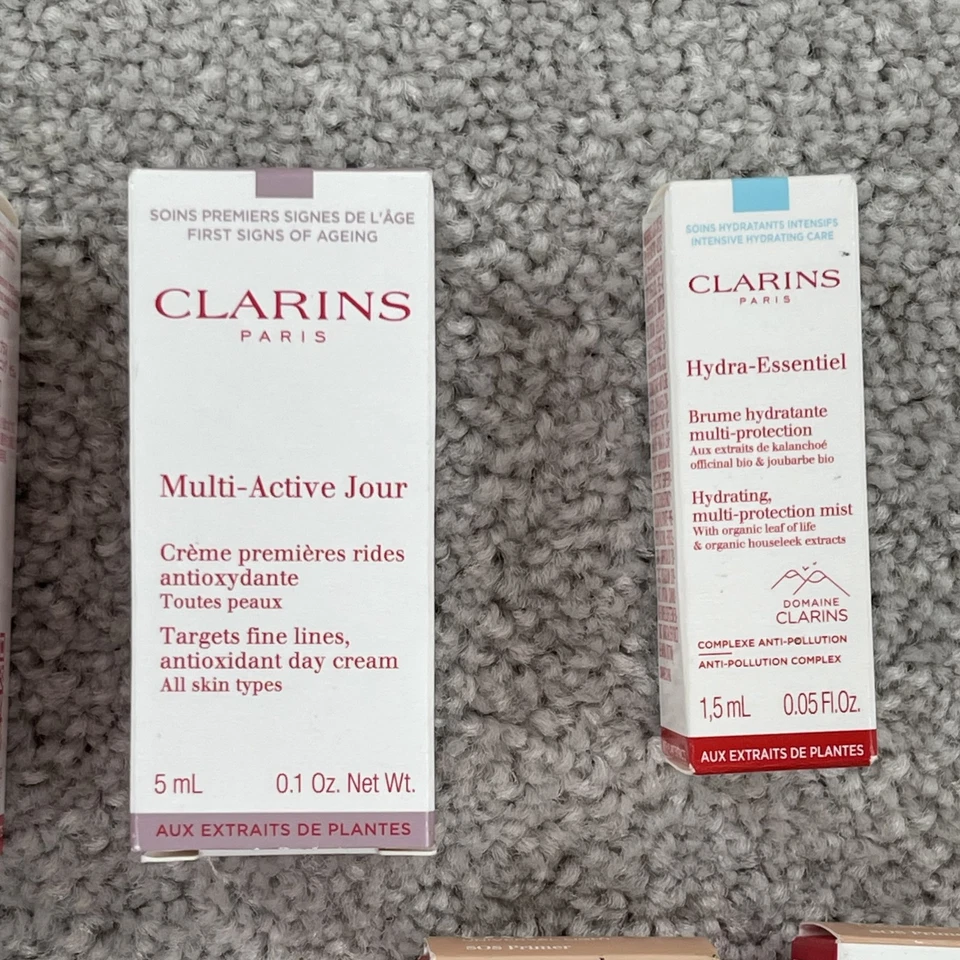 SOINS PREMIERS SIGNES DE L'ÂGE
FIRST SIGNS OF AGEING
CLARINS
PARIS
Multi-Active Jour
Crème premières rides
antioxydante
Toutes peaux
Targets fine lines,
antioxidant day cream
All skin types
5 mL 0.1 Oz. Net Wt.
AUX EXTRAITS DE PLANTES
SOINS HYDRATANTS INTENSIFS
INTENSIVE HYDRATING CARE
CLARINS
PARIS
Hydra-Essentiel
Brume hydratante
multi-protection
Aux extraits de kalanchoé
officinal bio & joubarbe bio
Hydrating,
multi-protection mist
With organic leaf of life
& organic houseleek extracts
DOMAINE
CLARINS
COMPLEXE ANTI-POLLUTION
ANTI-POLLUTION COMPLEX
1,5 mL 0.05 Fl.Oz.
AUX EXTRAITS DE PLANTES
SOS Primer
SOS Primer